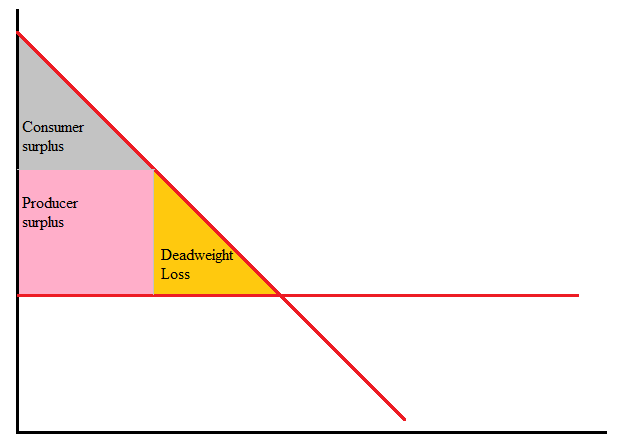 Consumer
surplus
Producer
surplus
Deadweight
Loss